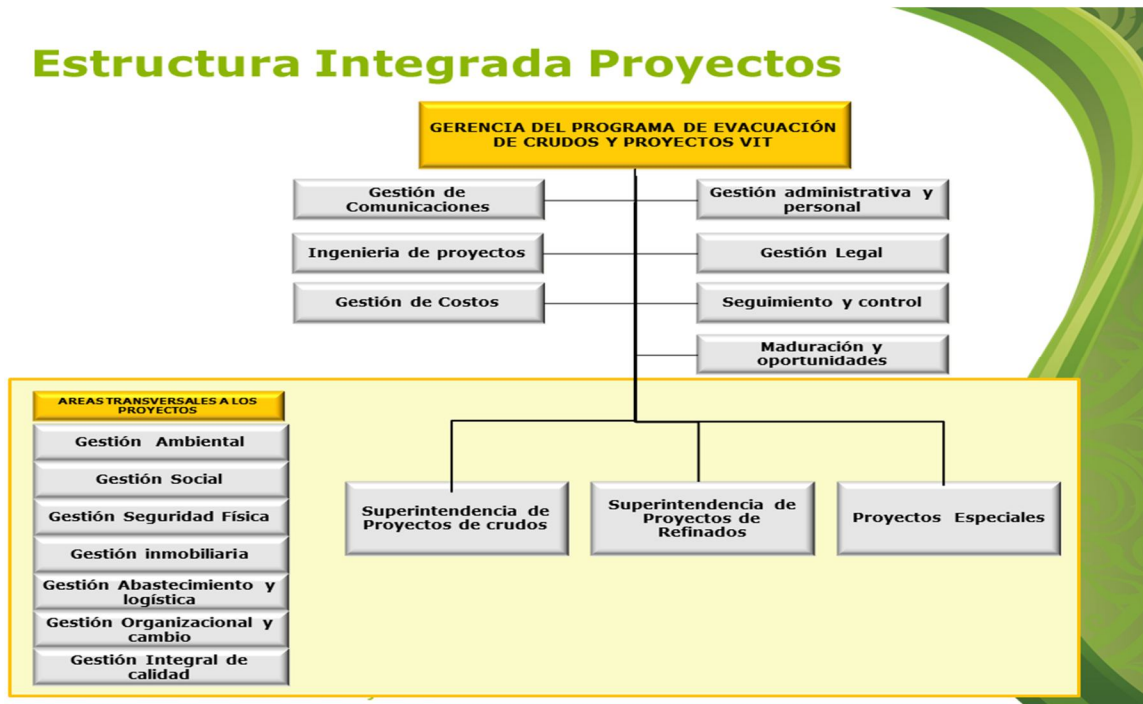 Estructura Integrada Proyectos
GERENCIA DEL PROGRAMA DE EVACUACIÓN
DE CRUDOS Y PROYECTOS VIT
Gestión de
Comunicaciones
Gestión administrativa y
personal
Ingenieria de proyectos
Gestión Legal
Gestión de Costos
Seguimiento y control
Maduración y
oportunidades
AREAS TRANSVERSALES A LOS
PROYECTOS
Gestión Ambiental
Gestión Social
Gestión Seguridad Física
Gestión inmobiliaria
Gestión Abastecimiento y
logística
Gestión Organizacional y
cambio
Gestión Integral de
calidad
Superintendencia de
Proyectos de crudos
Superintendencia de
Proyectos de
Refinados
Proyectos Especiales